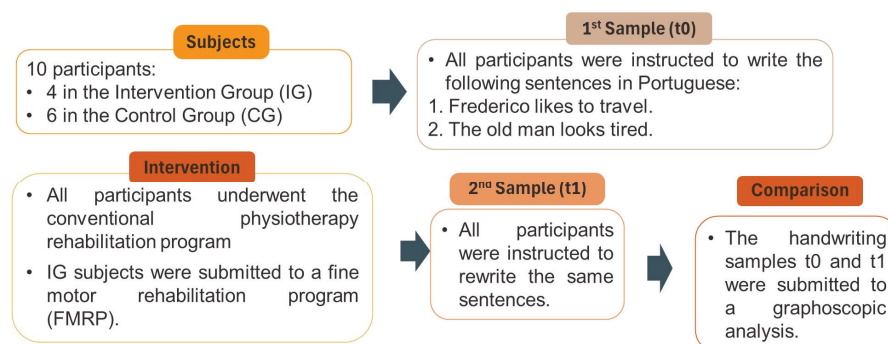 Subjects
10 participants:
• 4 in the Intervention Group (IG)
• 6 in the Control Group (CG)
1st Sample (t0)
• All participants were instructed to write the
following sentences in Portuguese:
1. Frederico likes to travel.
2. The old man looks tired.
Intervention
• All participants underwent the
conventional physiotherapy
rehabilitation program
• IG subjects were submitted to a fine
motor rehabilitation program
(FMRP).
2nd Sample (t1)
• All participants
were instructed to
rewrite the same
sentences.
Comparison
• The handwriting
samples t0 and t1
were submitted to
a graphoscopic
analysis.